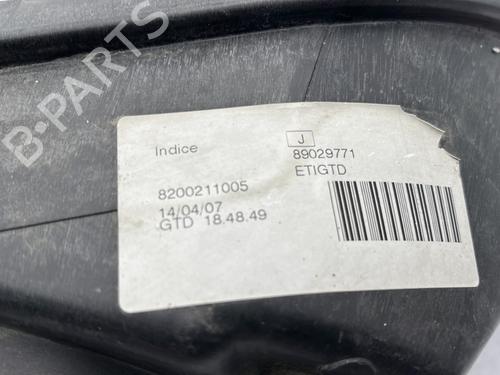 B-PARTS
Indice
J
89029771
ETIGTD
8200211005
14/04/07
GTD 18.48.49